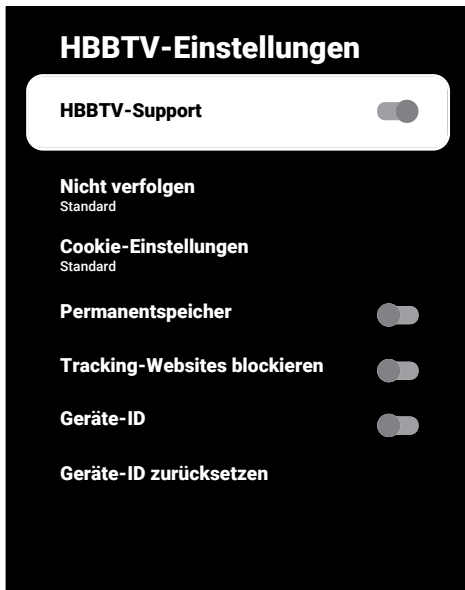 HBBTV-Einstellungen
HBBTV-Support
Nicht verfolgen
Standard
Cookie-Einstellungen
Standard
Permanentspeicher
Tracking-Websites blockieren
Geräte-ID
Geräte-ID zurücksetzen